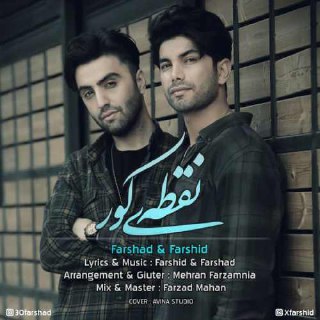 نقطه‌ی کور
Farshad & Farshid
Lyrics & Music : Farshid & Farshad
Arrangement & Giuter : Mehran Farzamnia
Mix & Master : Farzad Mahan
COVER : AVINA STUDIO
30farshad
Xfarshid